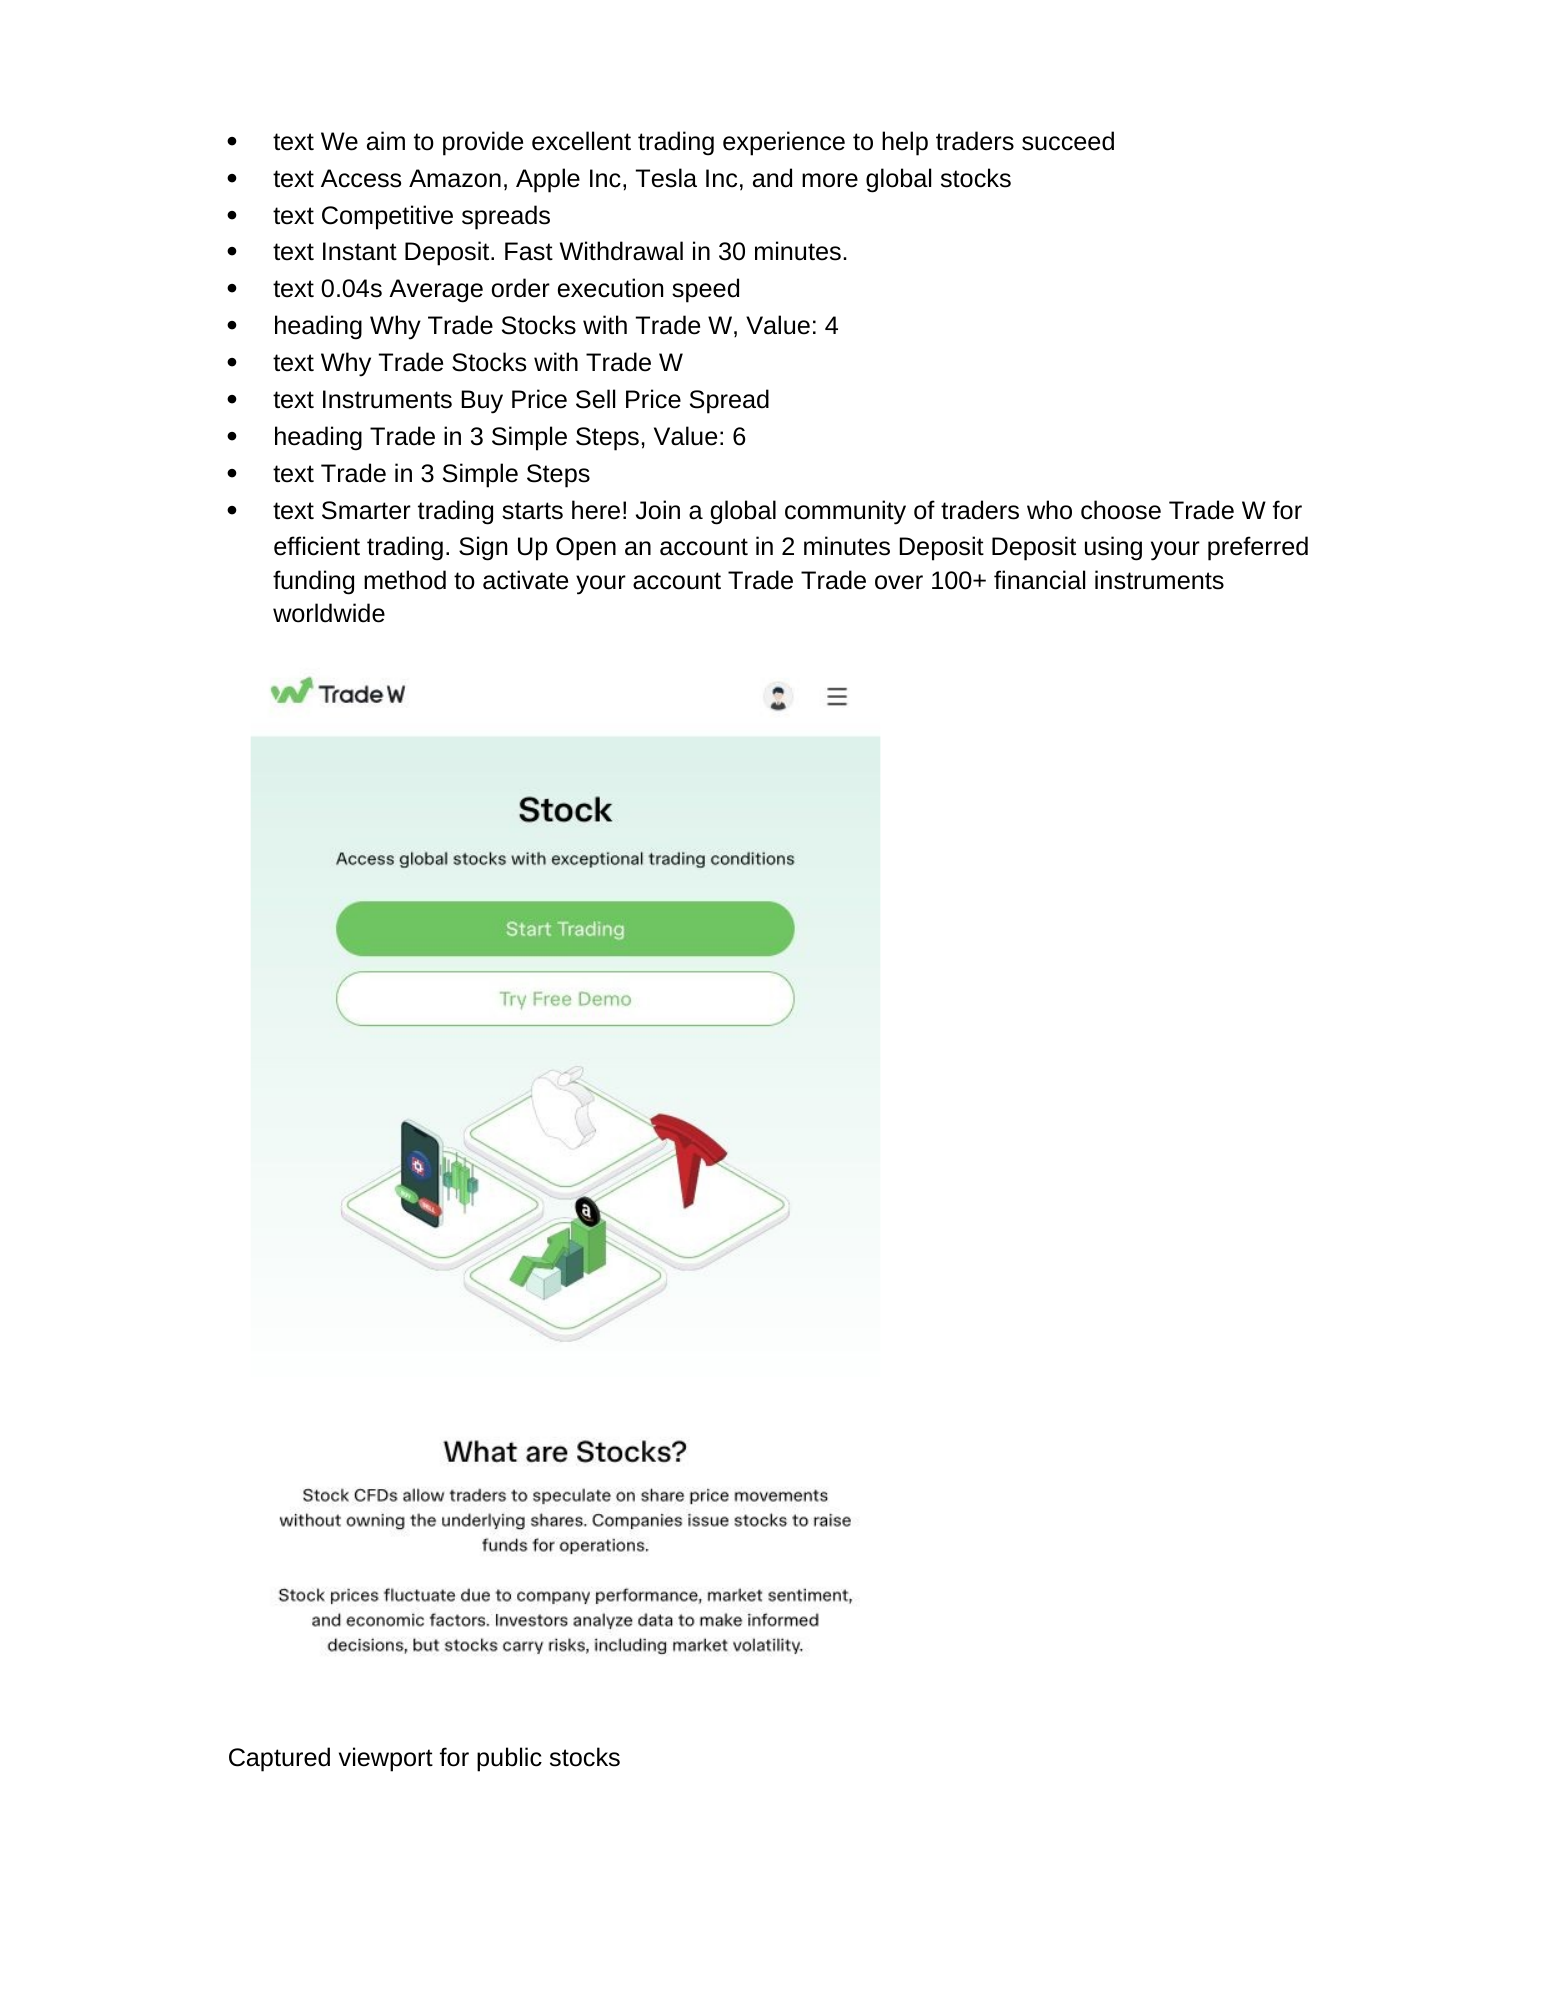 • text We aim to provide excellent trading experience to help traders succeed
• text Access Amazon, Apple Inc, Tesla Inc, and more global stocks
• text Competitive spreads
• text Instant Deposit. Fast Withdrawal in 30 minutes.
• text 0.04s Average order execution speed
• heading Why Trade Stocks with Trade W, Value: 4
• text Why Trade Stocks with Trade W
• text Instruments Buy Price Sell Price Spread
• heading Trade in 3 Simple Steps, Value: 6
• text Trade in 3 Simple Steps
• text Smarter trading starts here! Join a global community of traders who choose Trade W for
efficient trading. Sign Up Open an account in 2 minutes Deposit Deposit using your preferred
funding method to activate your account Trade Trade over 100+ financial instruments
worldwide
Trade W
Stock
Access global stocks with exceptional trading conditions
Start Trading
Try Free Demo
a
BUY
SELL
What are Stocks?
Stock CFDs allow traders to speculate on share price movements
without owning the underlying shares. Companies issue stocks to raise
funds for operations.
Stock prices fluctuate due to company performance, market sentiment,
and economic factors. Investors analyze data to make informed
decisions, but stocks carry risks, including market volatility.
Captured viewport for public stocks